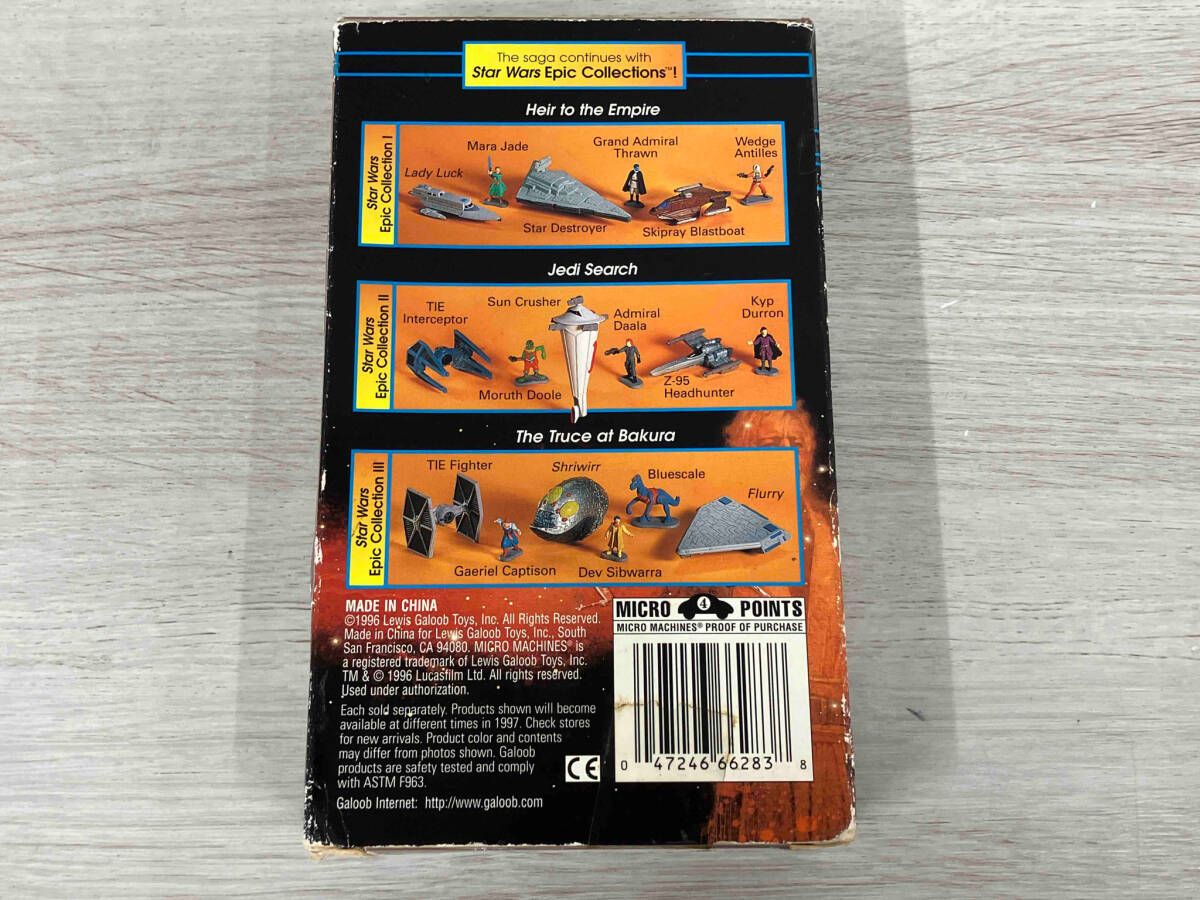 The saga continues with
Star Wars Epic Collections™!
Heir to the Empire
Star Wars
Epic Collection I
Lady Luck
Mara Jade
Star Destroyer
Grand Admiral
Thrawn
Skipray Blastboat
Wedge
Antilles
Jedi Search
Star Wars
Epic Collection II
TIE
Interceptor
Sun Crusher
Moruth Doole
Admiral
Daala
Z-95
Headhunter
Kyp
Durron
The Truce at Bakura
Star Wars
Epic Collection III
TIE Fighter
Gaeriel Captison
Shriwirr
Dev Sibwarra
Bluescale
Flurry
MADE IN CHINA
©1996 Lewis Galoob Toys, Inc. All Rights Reserved.
Made in China for Lewis Galoob Toys, Inc., South
San Francisco, CA 94080. MICRO MACHINES® is
a registered trademark of Lewis Galoob Toys, Inc.
TM & © 1996 Lucasfilm Ltd. All rights reserved.
Used under authorization.
Each sold separately. Products shown will become
available at different times in 1997. Check stores
for new arrivals. Product color and contents
may differ from photos shown. Galoob
products are safety tested and comply
with ASTM F963.
CE
Galoob Internet: http://www.galoob.com
MICRO 4 POINTS
MICRO MACHINES® PROOF OF PURCHASE
0 47246 66283 8